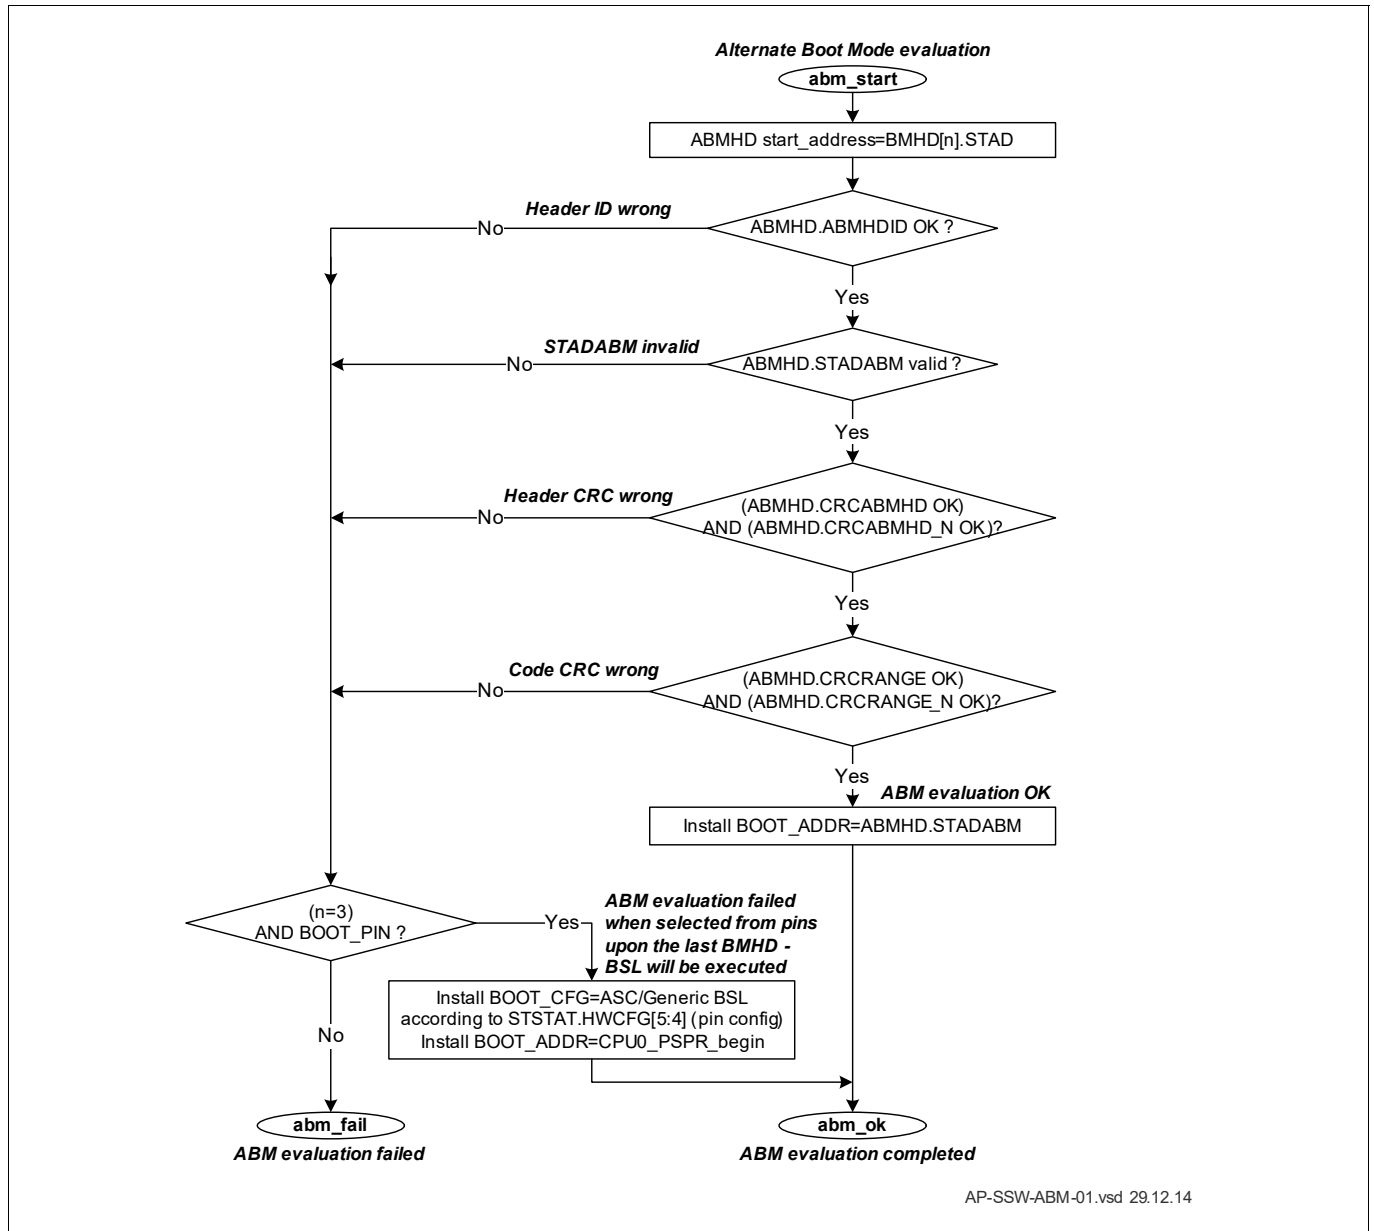 Alternate Boot Mode evaluation
abm_start
ABMHD start_address=BMHD[n].STAD
Header ID wrong
No
ABMHD.ABMHDID OK ?
Yes
STADABM invalid
No
ABMHD.STADABM valid ?
Yes
Header CRC wrong
No
(ABMHD.CRCABMHD OK)
AND (ABMHD.CRCABMHD_N OK)?
Yes
Code CRC wrong
No
(ABMHD.CRCRANGE OK)
AND (ABMHD.CRCRANGE_N OK)?
Yes
ABM evaluation OK
Install BOOT_ADDR=ABMHD.STADABM
(n=3)
AND BOOT_PIN ?
Yes
ABM evaluation failed
when selected from pins
upon the last BMHD -
BSL will be executed
Install BOOT_CFG=ASC/Generic BSL
according to STSTAT.HWCFG[5:4] (pin config)
Install BOOT_ADDR=CPU0_PSPR_begin
No
abm_fail
ABM evaluation failed
abm_ok
ABM evaluation completed
AP-SSW-ABM-01.vsd 29.12.14